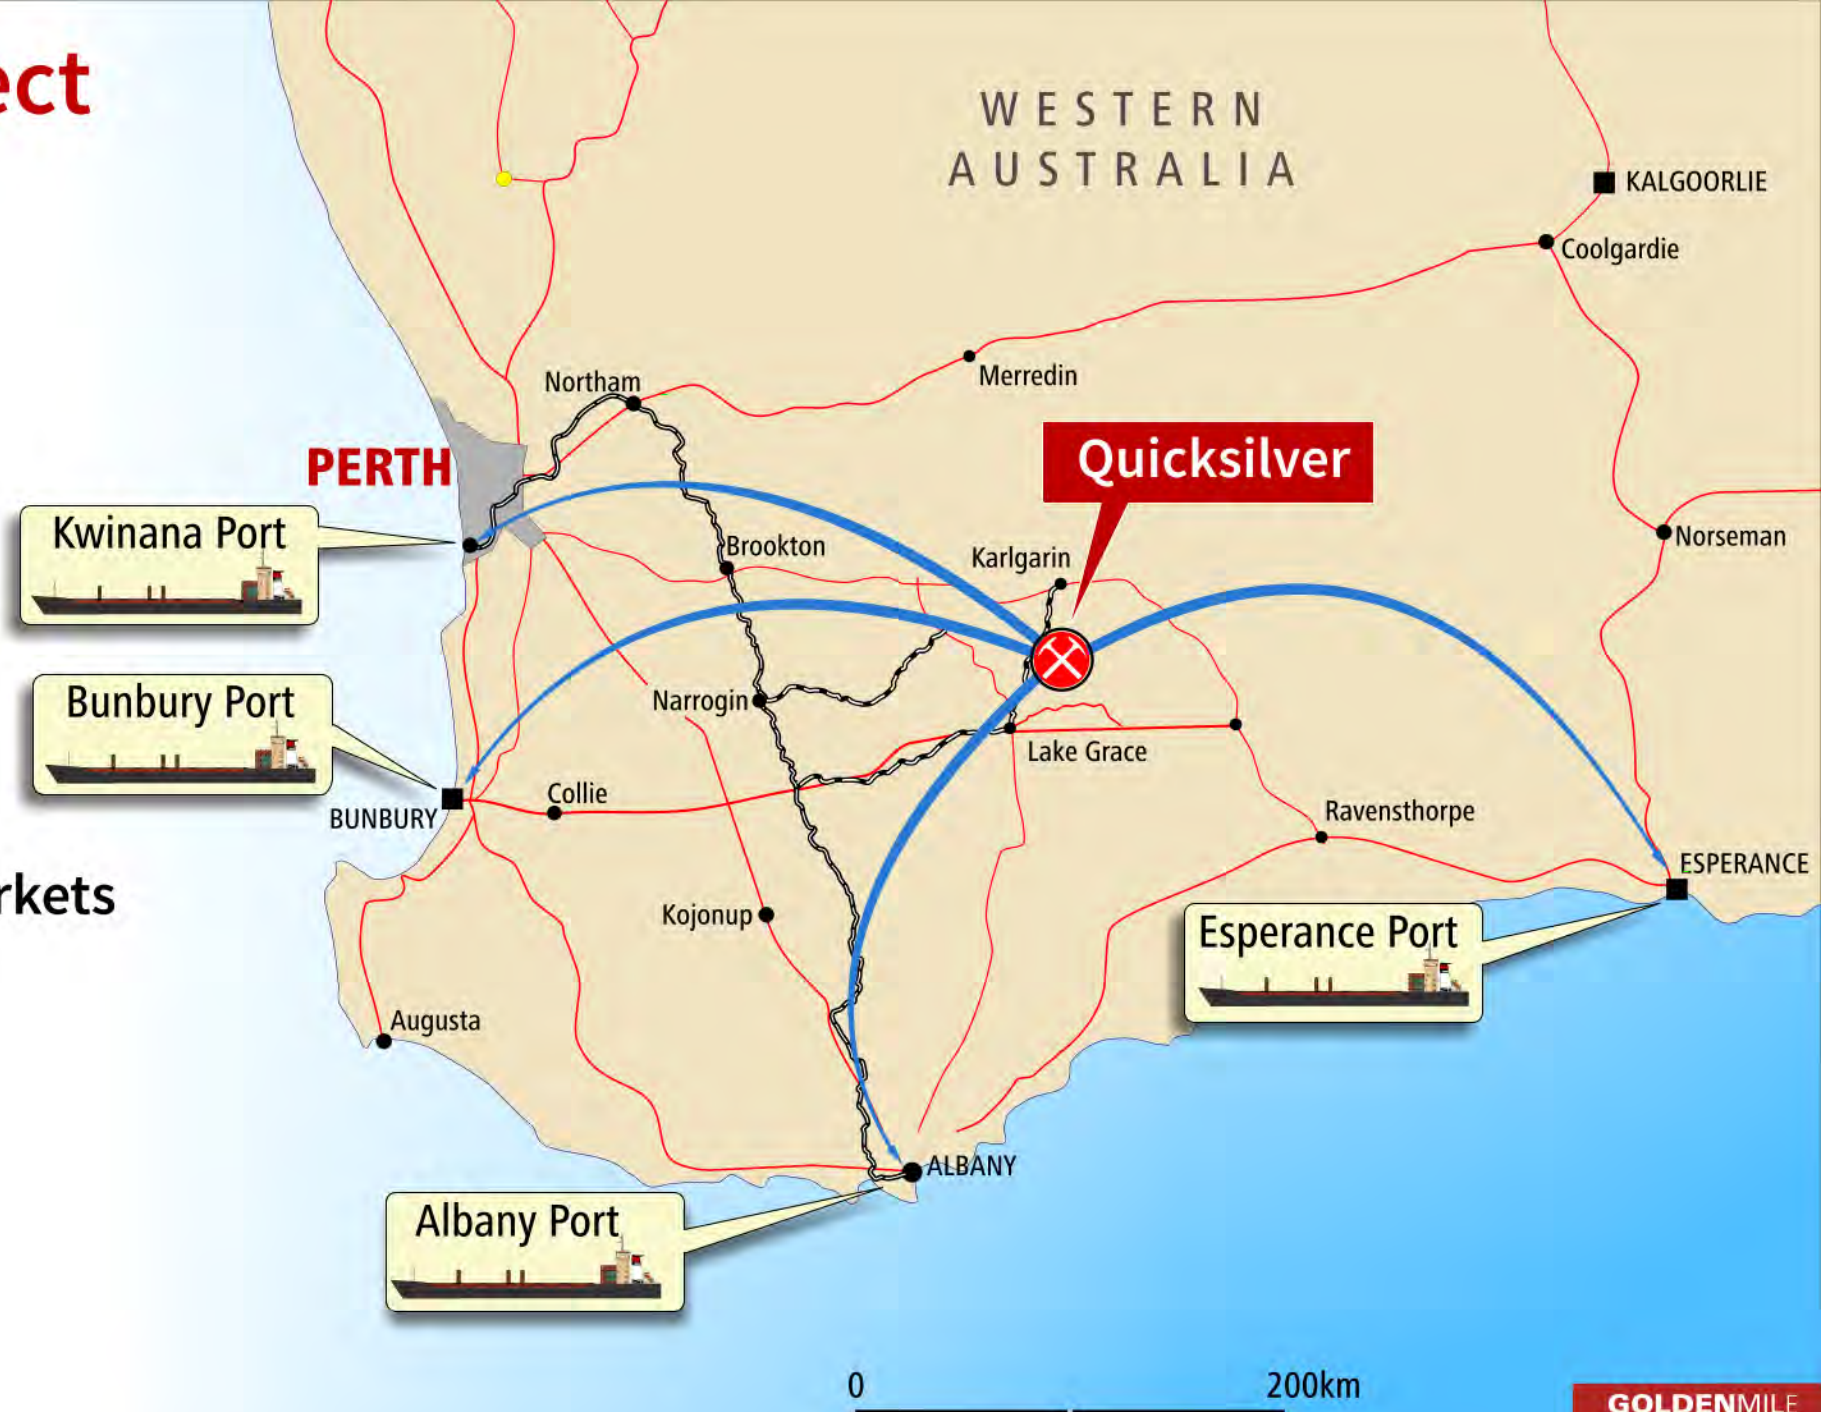 ect
WESTERN
AUSTRALIA
KALGOORLIE
Coolgardie
Merredin
Northam
PERTH
Quicksilver
Kwinana Port
Brookton
Karlgarin
Norseman
Bunbury Port
Narrogin
Lake Grace
BUNBURY
Collie
Ravensthorpe
ESPERANCE
rkets
Kojonup
Esperance Port
Augusta
ALBANY
Albany Port
0 200km
GOLDENMILE